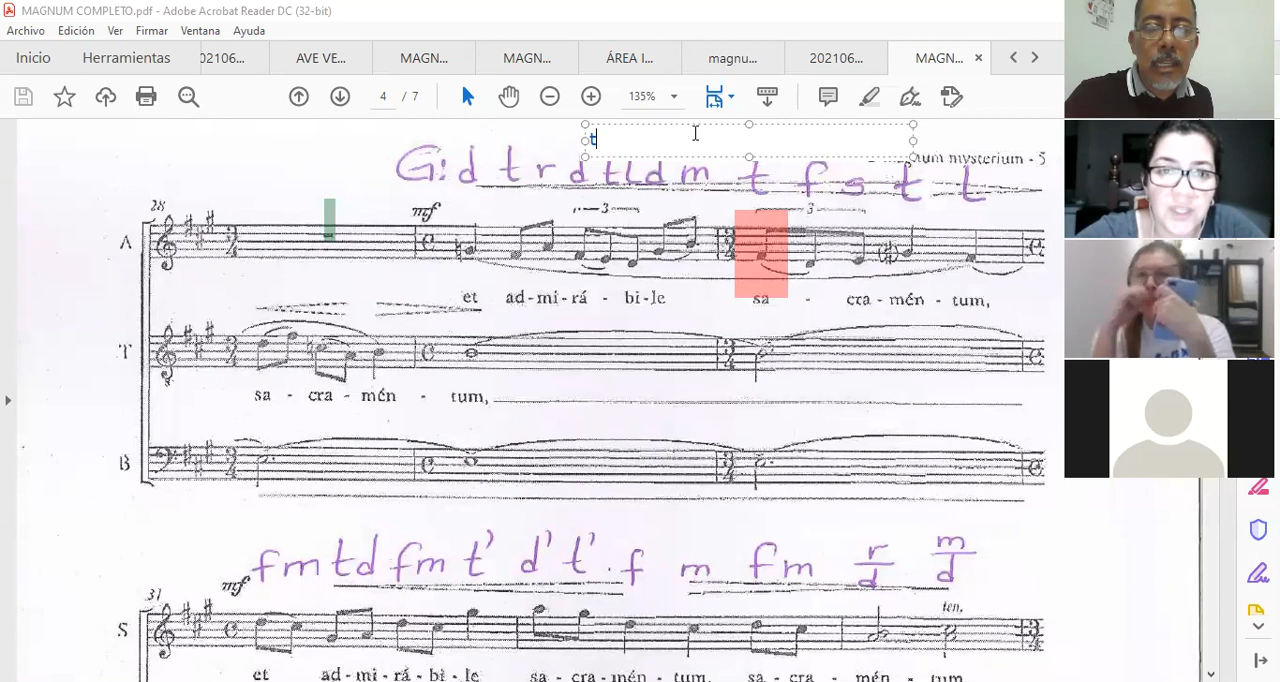 MAGNUM COMPLETO.pdf - Adobe Acrobat Reader DC (32-bit)
Archivo Edición Ver Firmar Ventana Ayuda
Inicio Herramientas 202106... AVE VE... MAGN... MAGN... ÁREA I... magnu... 202106... MAGN... ×
4 / 7 135%
t
mysterium - 5
G: d t r d t l d m t f s t l
28 mf 3 3
A
et ad - mi - rá - bi - le sa - cra - mén - tum,
T
sa - cra - mén - tum,
B
f m t d f m t' d' t' . f m f m r/d m/d
31 mf ten.
S
et ad - mi - rá - bi - le sa - cra - mén - tum, sa - cra - mén - tum